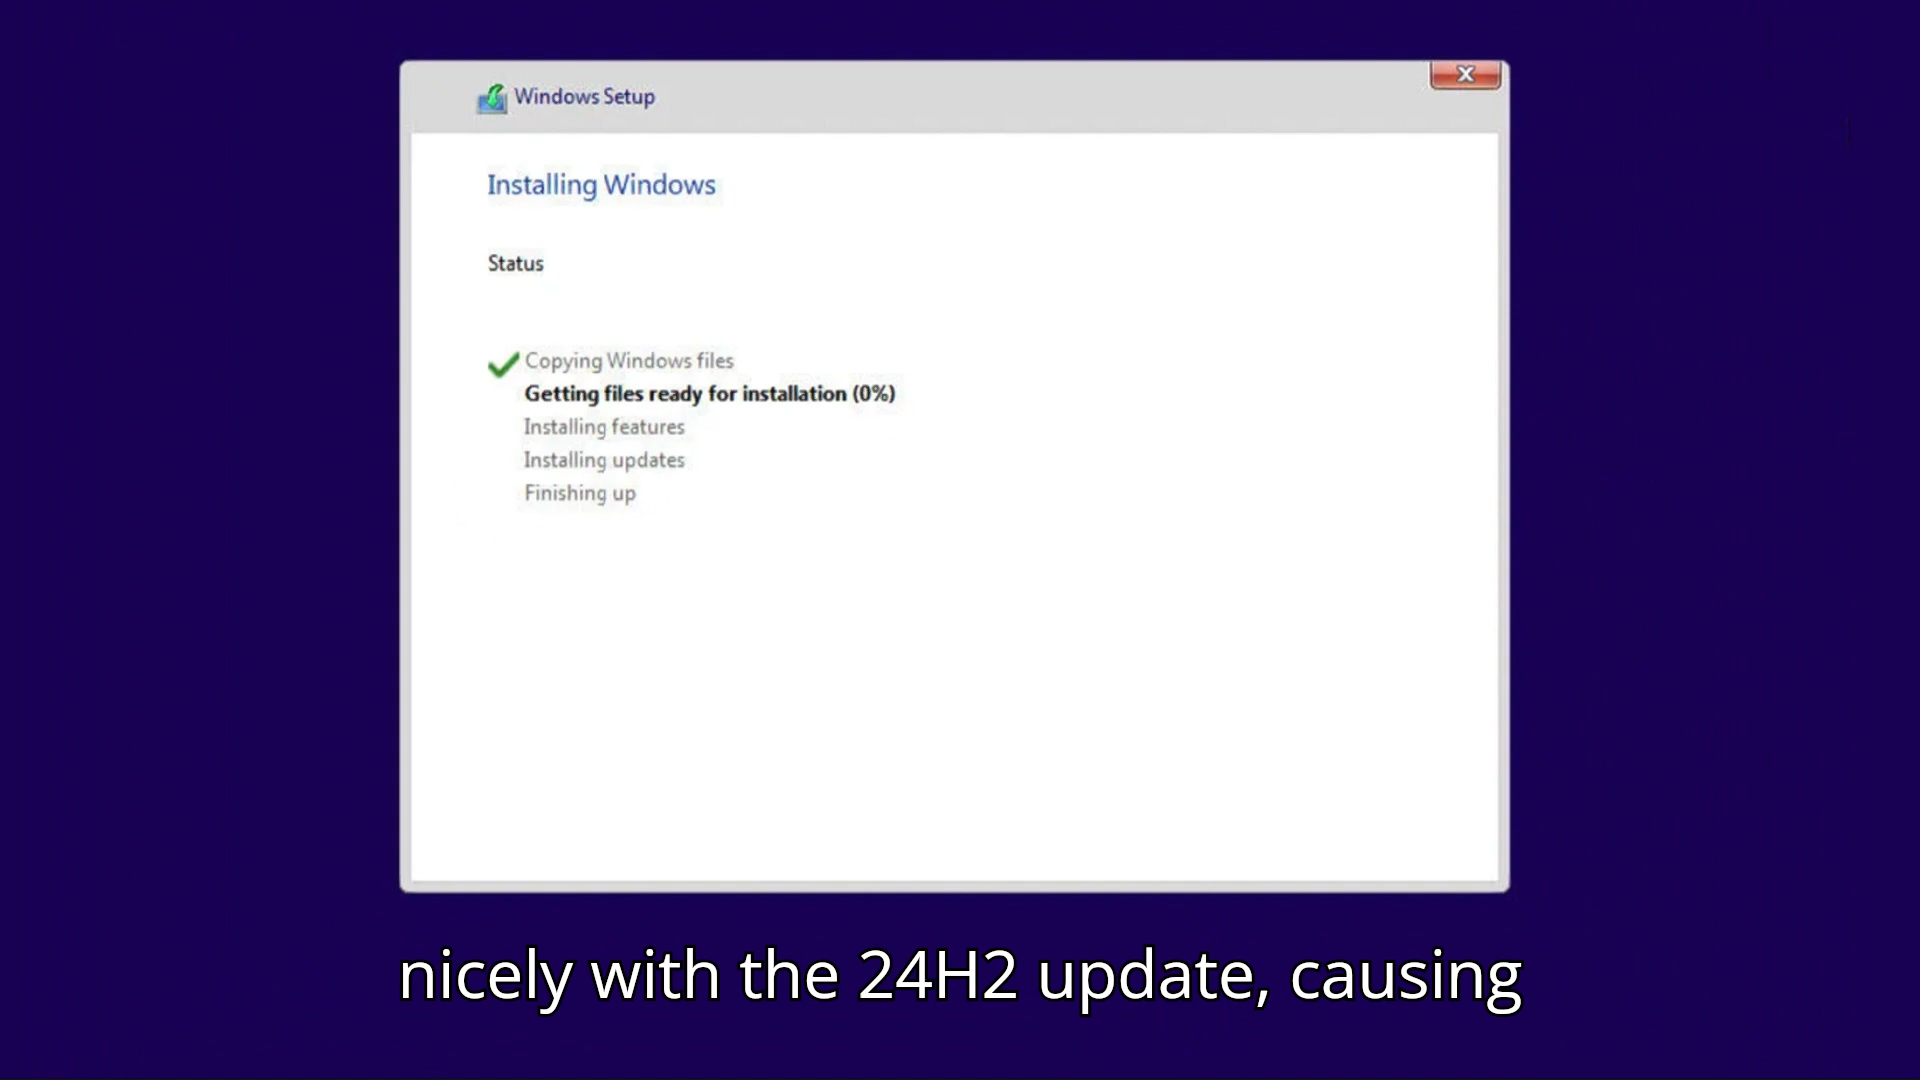 Windows Setup
Installing Windows
Status
Copying Windows files
Getting files ready for installation (0%)
Installing features
Installing updates
Finishing up
nicely with the 24H2 update, causing